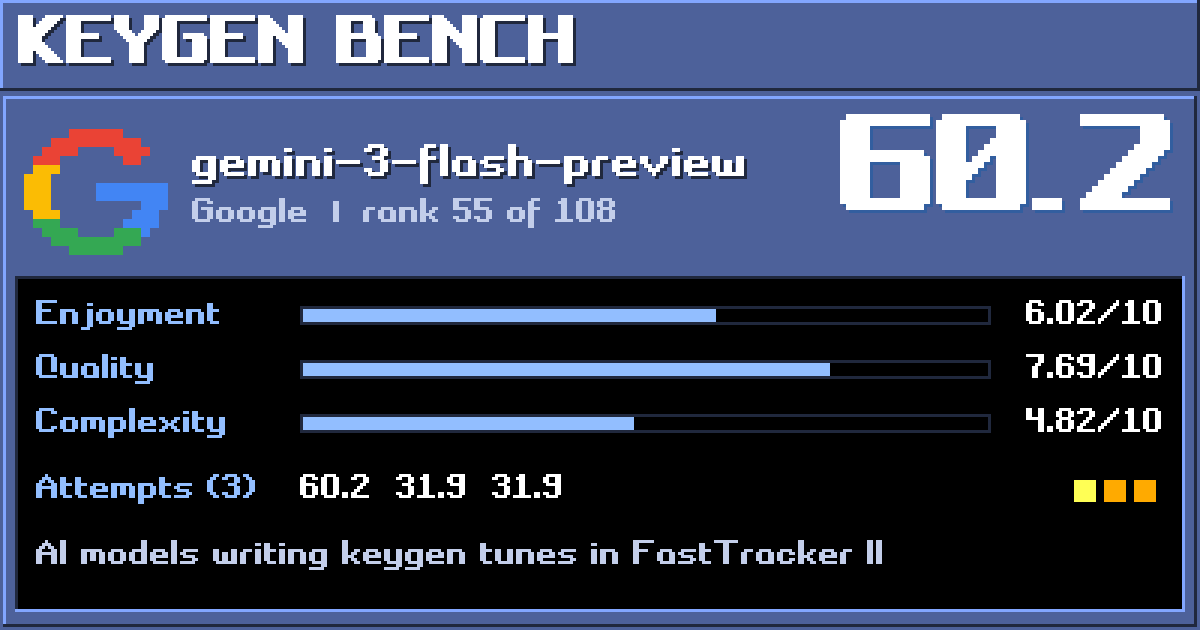 KEYGEN BENCH
gemini-3-flash-preview
Google | rank 55 of 108
60.2
Enjoyment 6.02/10
Quality 7.69/10
Complexity 4.82/10
Attempts (3) 60.2 31.9 31.9
AI models writing keygen tunes in FastTracker II